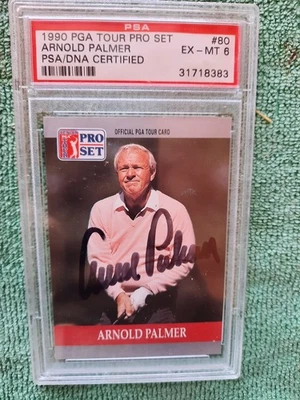 PSA
1990 PGA TOUR PRO SET #80
ARNOLD PALMER EX - MT 6
PSA/DNA CERTIFIED 31718383
OFFICIAL PGA TOUR CARD
PRO
SET
Arnold Palmer
ARNOLD PALMER